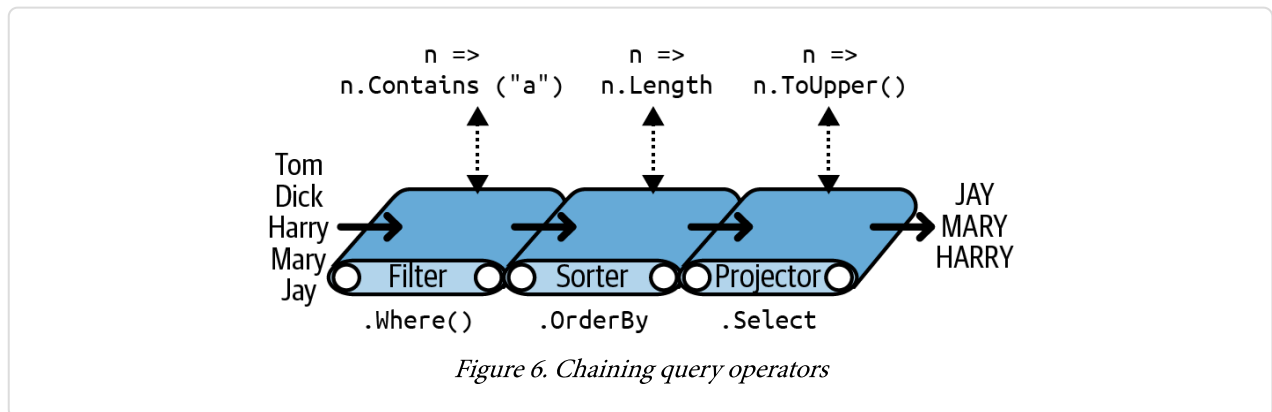 n =>
n.Contains ("a")
n =>
n.Length
n =>
n.ToUpper()
Tom
Dick
Harry
Mary
Jay
Filter
Sorter
Projector
JAY
MARY
HARRY
.Where()
.OrderBy
.Select
Figure 6. Chaining query operators